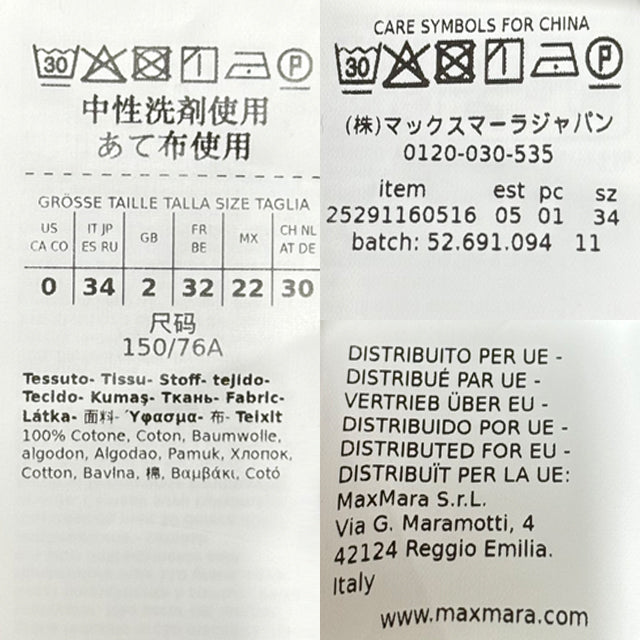 30 P
中性洗剤使用
あて布使用
GRÖSSE TAILLE TALLA SIZE TAGLIA
US CA CO | IT JP ES RU | GB | FR BE | MX | CH NL AT DE
0 | 34 | 2 | 32 | 22 | 30
尺码
150/76A
Tessuto- Tissu- Stoff- tejido-
Tecido- Kumaş- Ткань- Fabric-
Látka- 面料- Ύφασμα- 布- Teixit
100% Cotone, Coton, Baumwolle,
algodon, Algodao, Pamuk, Хлопок,
Cotton, Bavlna, 棉, Βαμβάκι, Cotó
CARE SYMBOLS FOR CHINA
30 P
(株)マックスマーラジャパン
0120-030-535
item est pc sz
25291160516 05 01 34
batch: 52.691.094 11
DISTRIBUITO PER UE -
DISTRIBUÉ PAR UE -
VERTRIEB ÜBER EU -
DISTRIBUIDO POR UE -
DISTRIBUTED FOR EU -
DISTRIBUÏT PER LA UE:
MaxMara S.r.L.
Via G. Maramotti, 4
42124 Reggio Emilia.
Italy
www.maxmara.com